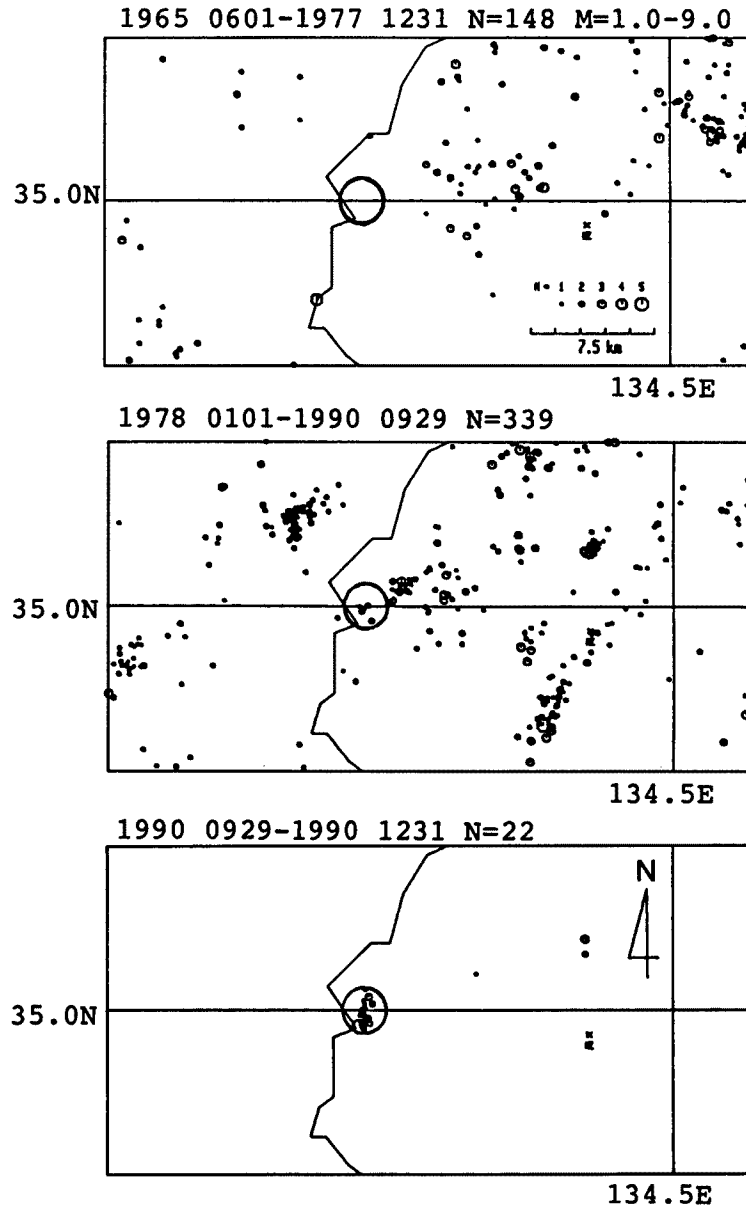 1965 0601-1977 1231 N=148 M=1.0-9.0
35.0N
M= 1 2 3 4 5
7.5 km
134.5E
1978 0101-1990 0929 N=339
35.0N
134.5E
1990 0929-1990 1231 N=22
N
35.0N
134.5E